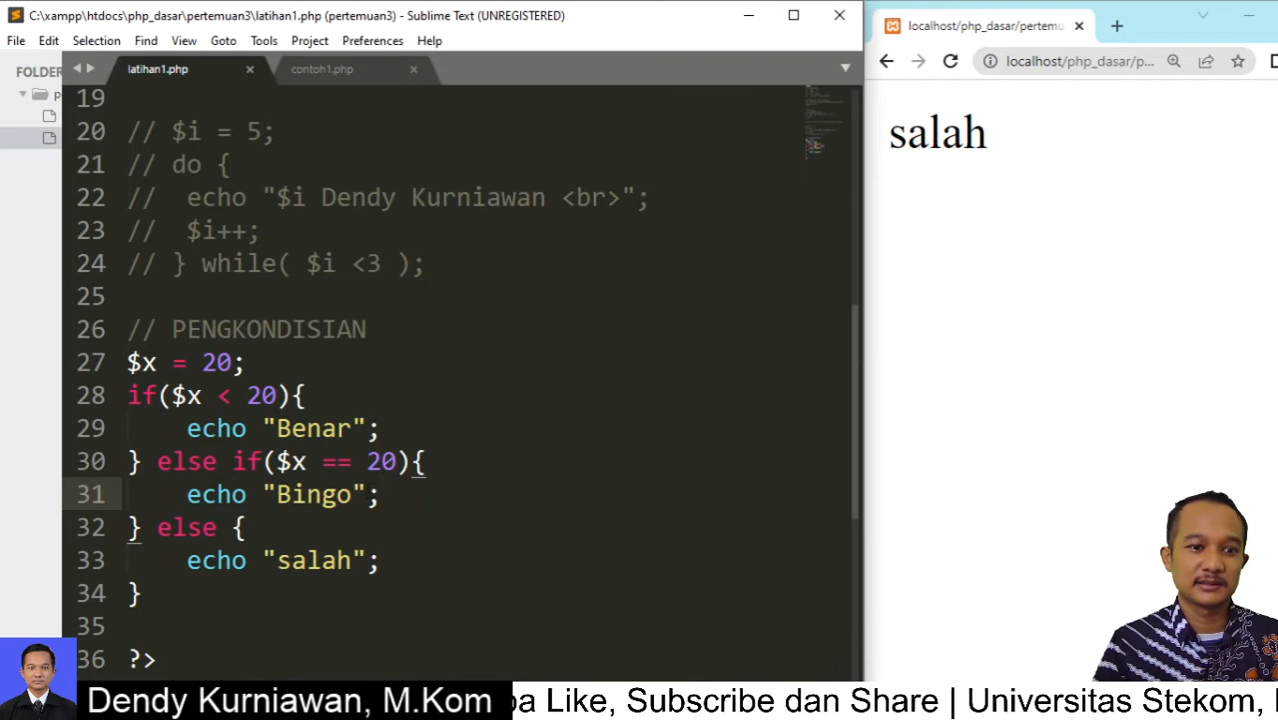 C:\xampp\htdocs\php_dasar\pertemuan3\latihan1.php (pertemuan3) - Sublime Text (UNREGISTERED)
File Edit Selection Find View Goto Tools Project Preferences Help
FOLDER
p
latihan1.php
contoh1.php
19
20 // $i = 5;
21 // do {
22 //  echo "$i Dendy Kurniawan <br>";
23 //  $i++;
24 // } while( $i <3 );
25
26 // PENGKONDISIAN
27 $x = 20;
28 if($x < 20){
29     echo "Benar";
30 } else if($x == 20){
31     echo "Bingo";
32 } else {
33     echo "salah";
34 }
35
36 ?>
localhost/php_dasar/pertemu
localhost/php_dasar/p...
salah
Dendy Kurniawan, M.Kom
pa Like, Subscribe dan Share | Universitas Stekom,